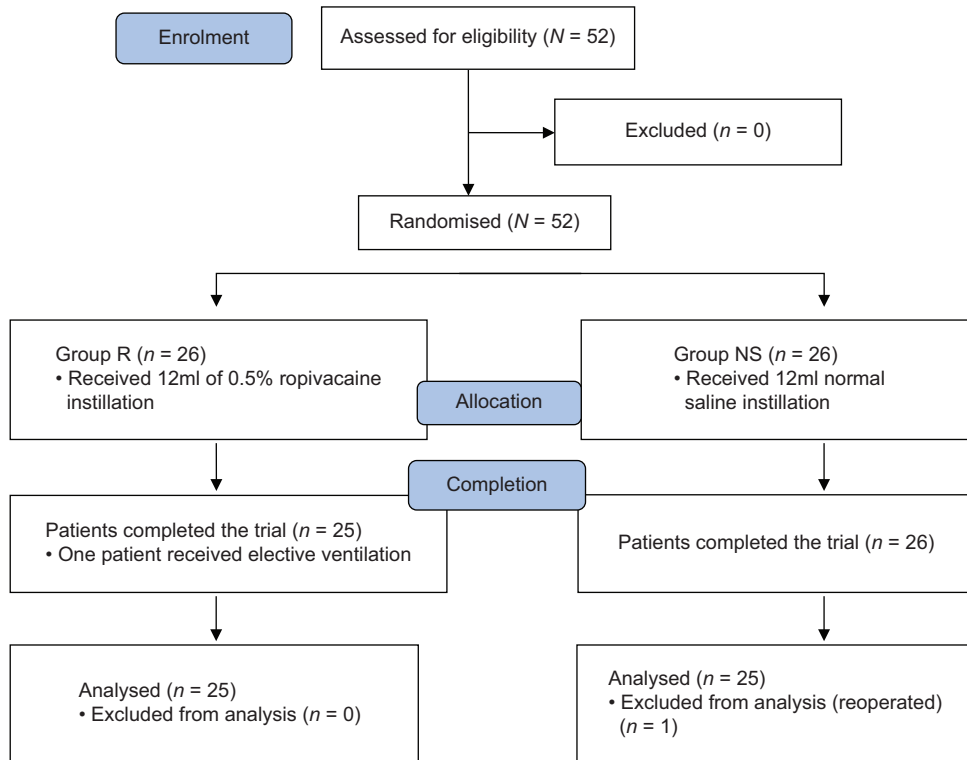 Enrolment
Assessed for eligibility (N = 52)
Excluded (n = 0)
Randomised (N = 52)
Group R (n = 26)
• Received 12ml of 0.5% ropivacaine
instillation
Group NS (n = 26)
• Received 12ml normal
saline instillation
Allocation
Completion
Patients completed the trial (n = 25)
• One patient received elective ventilation
Patients completed the trial (n = 26)
Analysed (n = 25)
• Excluded from analysis (n = 0)
Analysed (n = 25)
• Excluded from analysis (reoperated)
(n = 1)